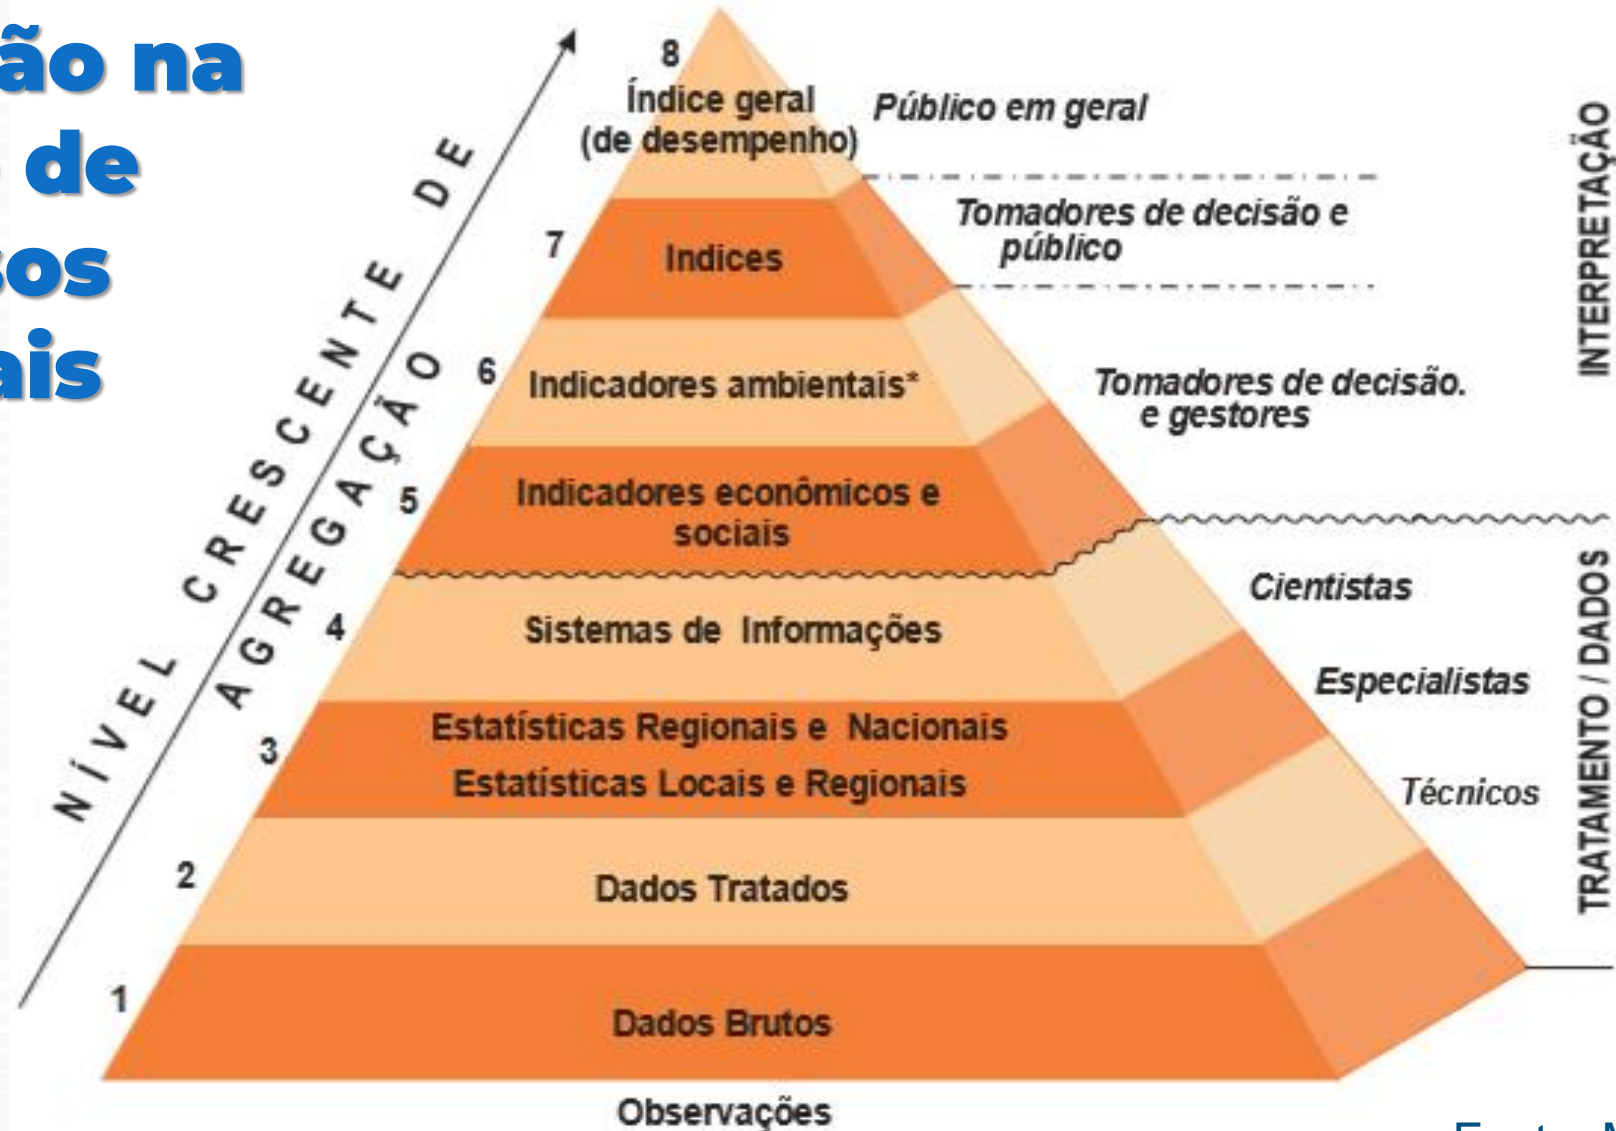 ão na
de
sos
ais
NÍVEL CRESCENTE DE
AGREGAÇÃO
8
Índice geral
(de desempenho)
Público em geral
Tomadores de decisão e
público
7
Indices
6
Indicadores ambientais*
Tomadores de decisão.
e gestores
INTERPRETAÇÃO
5
Indicadores econômicos e
sociais
4
Sistemas de Informações
Cientistas
Especialistas
3
Estatísticas Regionais e Nacionais
Estatísticas Locais e Regionais
Técnicos
TRATAMENTO / DADOS
2
Dados Tratados
1
Dados Brutos
Observações